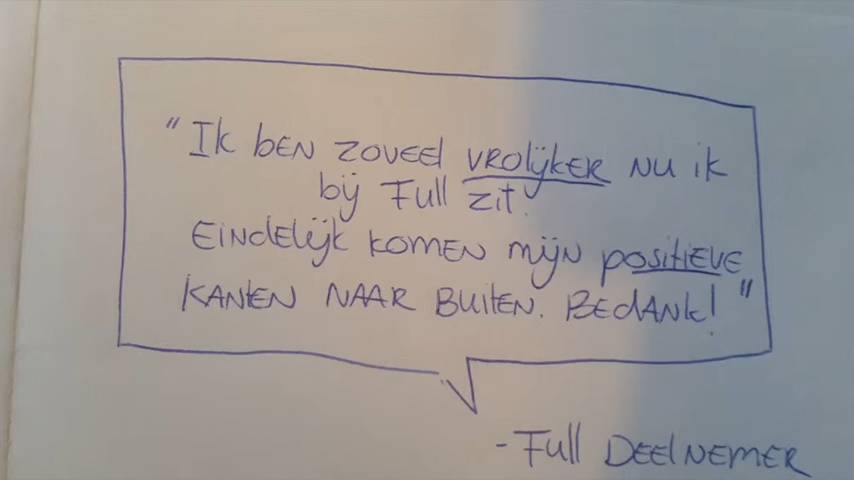 "Ik ben zoveel vrolijker nu ik
bij Full zit.
Eindelijk komen mijn positieve
kanten naar buiten. Bedankt!"
- Full Deelnemer